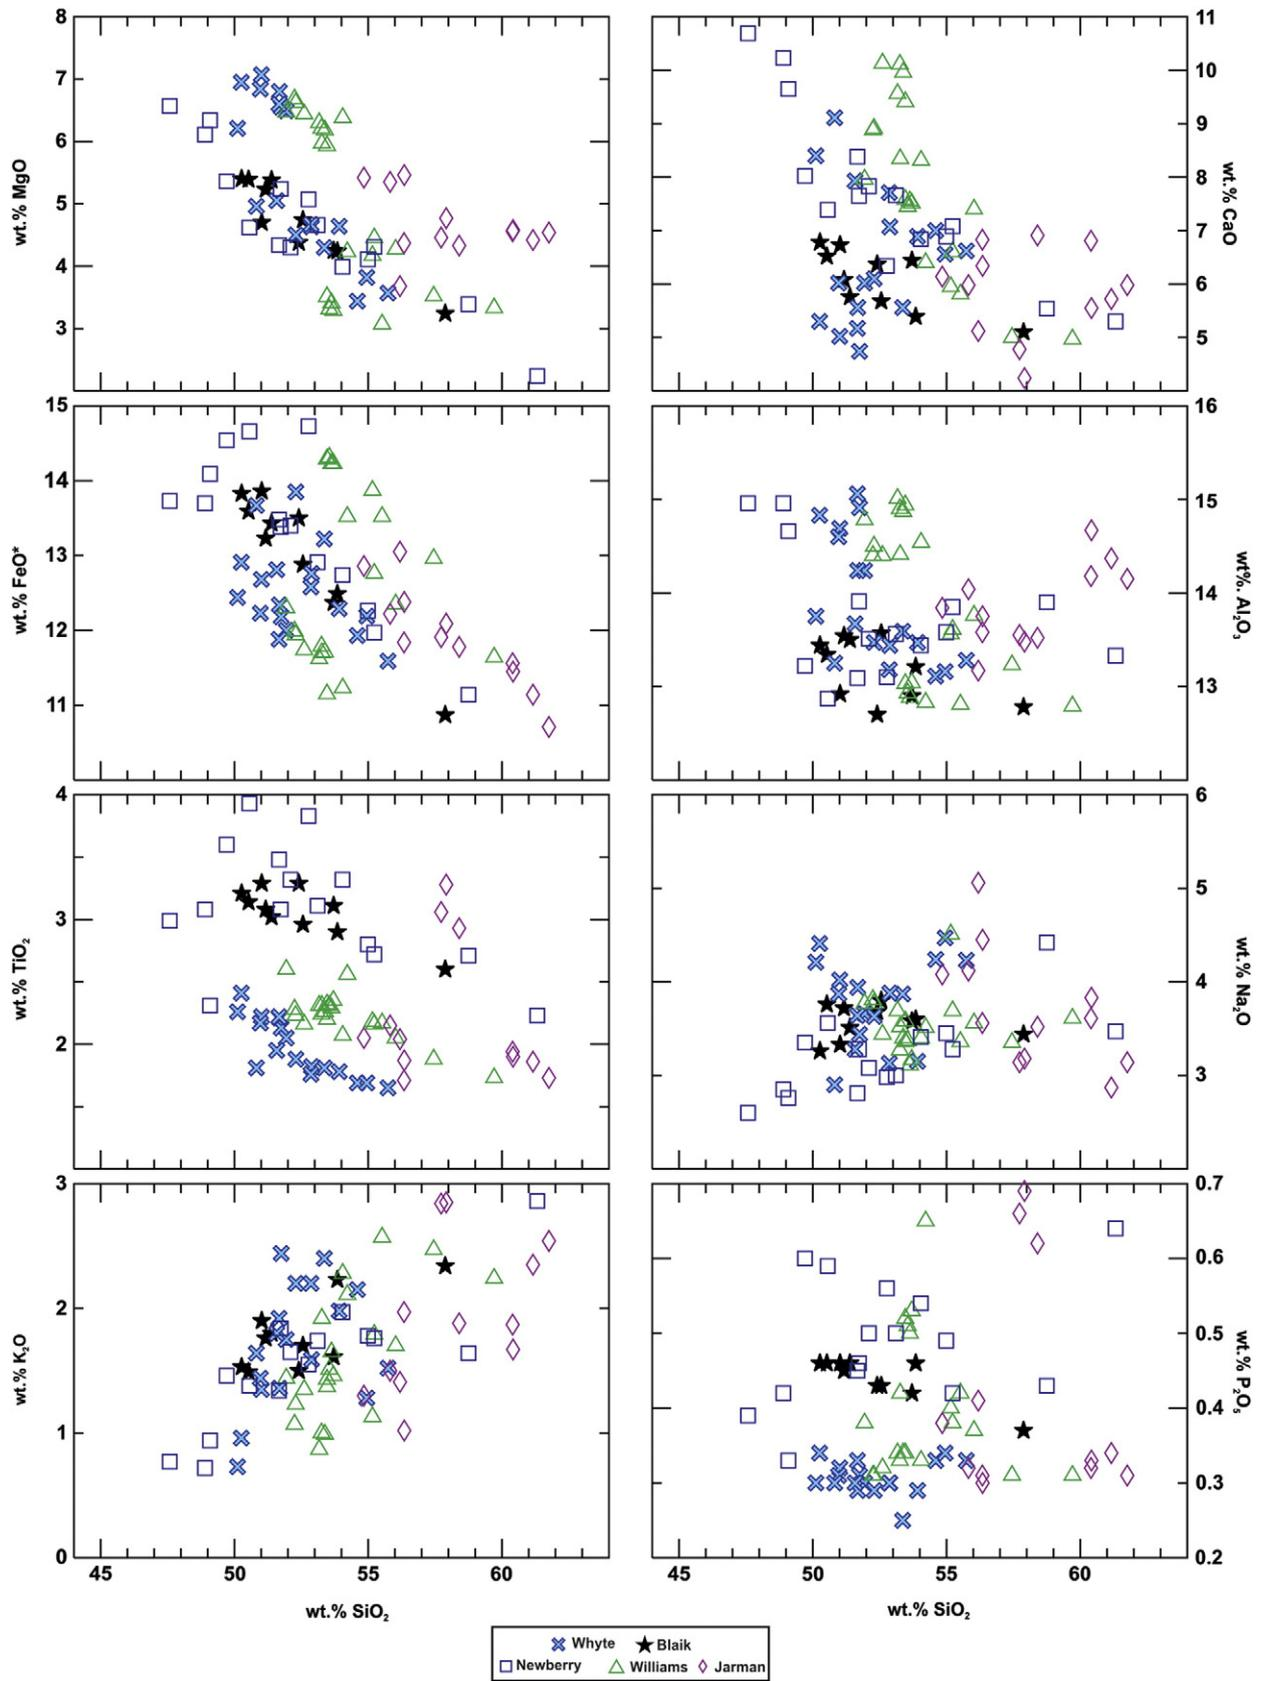 8
7
6
5
4
3
wt.% MgO
11
10
9
8
7
6
5
wt.% CaO
15
14
13
12
11
wt.% FeO*
16
15
14
13
wt%. Al₂O₃
4
3
2
wt.% TiO₂
6
5
4
3
wt.% Na₂O
3
2
1
0
wt.% K₂O
0.7
0.6
0.5
0.4
0.3
0.2
wt.% P₂O₅
45 50 55 60
45 50 55 60
wt.% SiO₂
wt.% SiO₂
Whyte Blaik
Newberry Williams Jarman